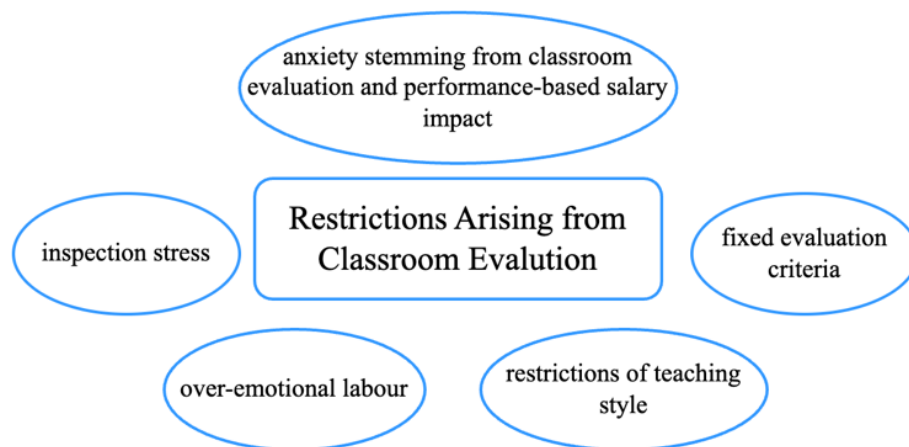 anxiety stemming from classroom
evaluation and performance-based salary
impact
Restrictions Arising from
Classroom Evalution
inspection stress
fixed evaluation
criteria
over-emotional labour
restrictions of teaching
style